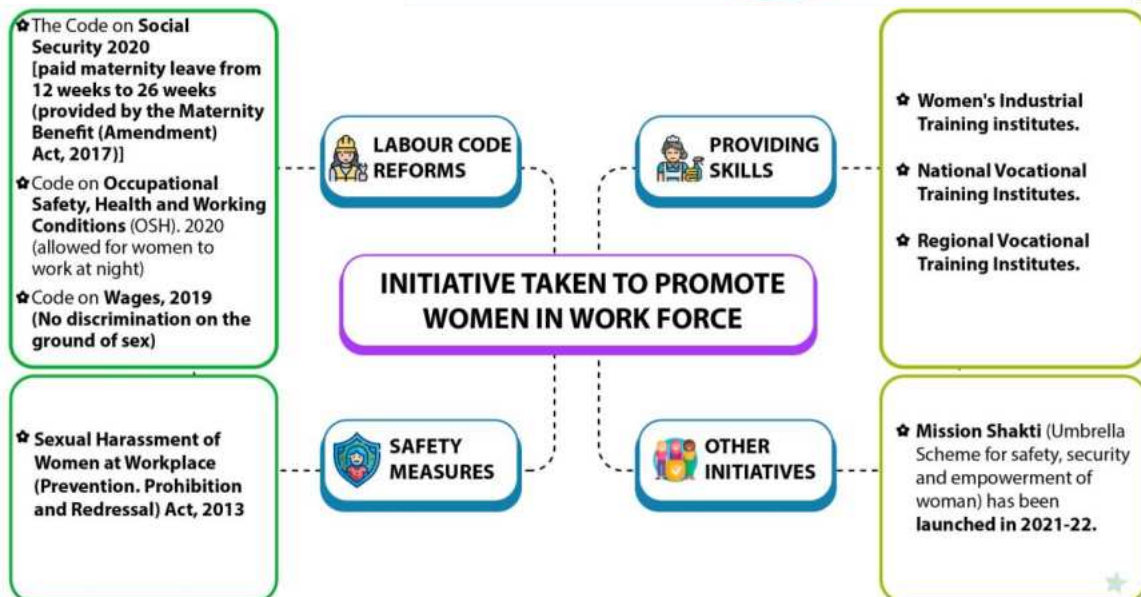 The Code on Social
Security 2020
[paid maternity leave from
12 weeks to 26 weeks
(provided by the Maternity
Benefit (Amendment)
Act, 2017)]
Code on Occupational
Safety, Health and Working
Conditions (OSH). 2020
(allowed for women to
work at night)
Code on Wages, 2019
(No discrimination on the
ground of sex)
LABOUR CODE
REFORMS
PROVIDING
SKILLS
Women's Industrial
Training institutes.
National Vocational
Training Institutes.
Regional Vocational
Training Institutes.
INITIATIVE TAKEN TO PROMOTE
WOMEN IN WORK FORCE
Sexual Harassment of
Women at Workplace
(Prevention. Prohibition
and Redressal) Act, 2013
SAFETY
MEASURES
OTHER
INITIATIVES
Mission Shakti (Umbrella
Scheme for safety, security
and empowerment of
woman) has been
launched in 2021-22.